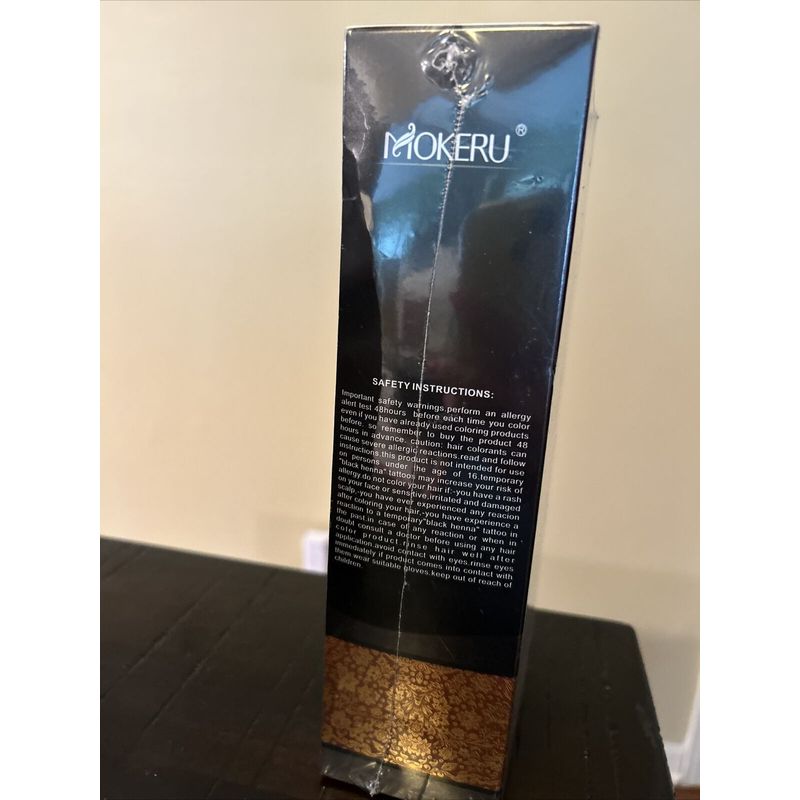 MOKERU®
SAFETY INSTRUCTIONS:
Important safety warnings.perform an allergy
alert test 48hours before each time you color
even if you have already used coloring products
before, so remember to buy the product 48
hours in advance. caution: hair colorants can
cause severe allergic reactions.read and follow
instructions.this product is not intended for use
on persons under the age of 16.temporary
"black henna" tattoos may increase your risk of
allergy.do not color your hair if:-you have a rash
on your face or sensitive,irritated and damaged
scalp,-you have ever experienced any reacion
after coloring your hair.-you have experience a
reaction to a temporary"black henna" tattoo in
the past.in case of any reaction or when in
doubt consult a doctor before using any hair
color product.rinse hair well after
application.avoid contact with eyes.rinse eyes
immediately if product comes into contact with
them.wear suitable gloves.keep out of reach of
children.